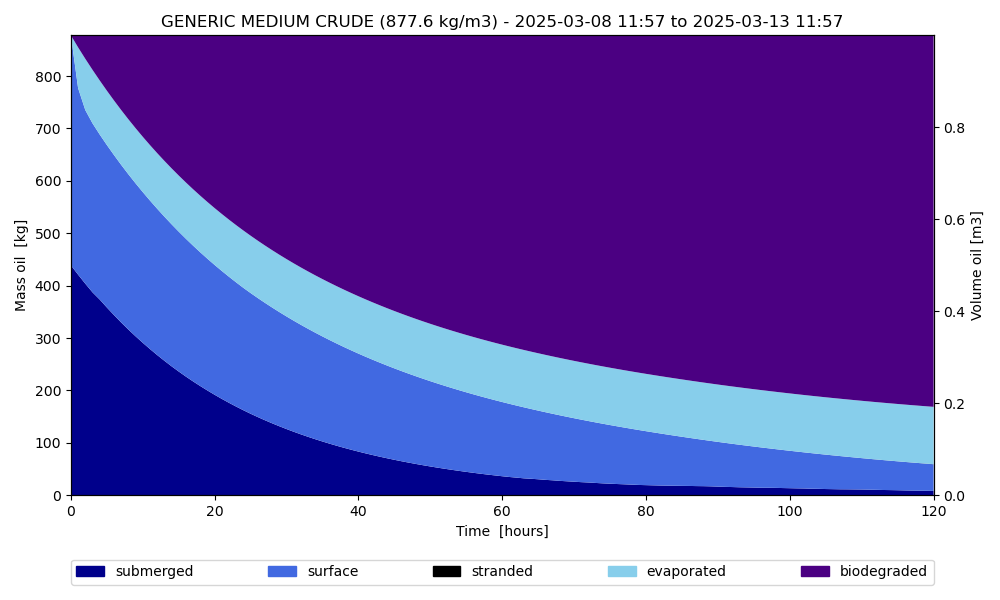 GENERIC MEDIUM CRUDE (877.6 kg/m3) - 2025-03-08 11:57 to 2025-03-13 11:57
Mass oil [kg]
800
700
600
500
400
300
200
100
0
0.8
0.6
0.4
0.2
0.0
Volume oil [m3]
0 20 40 60 80 100 120
Time [hours]
submerged surface stranded evaporated biodegraded